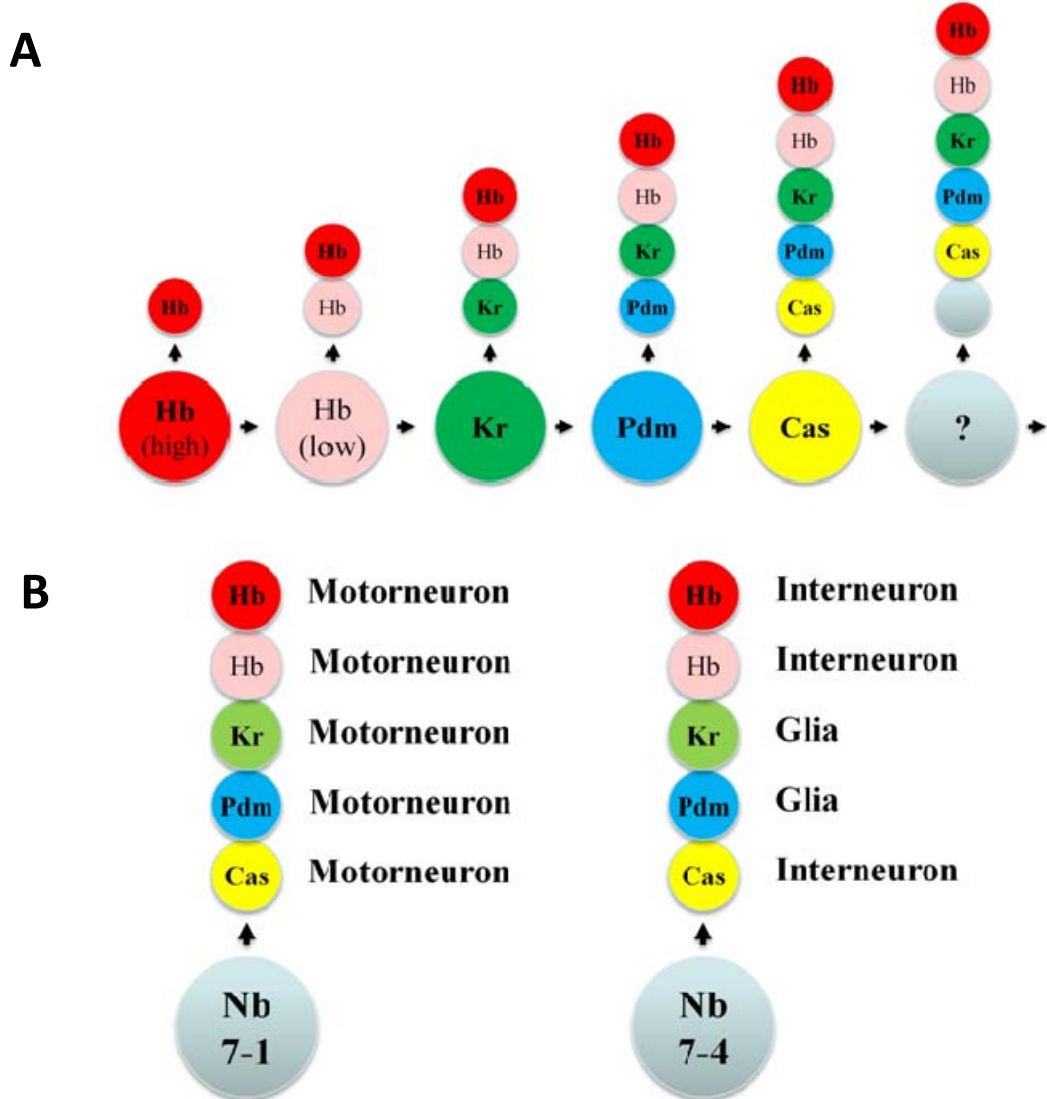 A
Hb
Hb Hb
Hb Hb Kr
Hb Hb Kr Pdm
Hb Hb Kr Pdm Cas
Hb Hb Kr Pdm Cas
Hb (high)
Hb (low)
Kr
Pdm
Cas
?
B
Hb Motorneuron
Hb Motorneuron
Kr Motorneuron
Pdm Motorneuron
Cas Motorneuron
Nb
7-1
Hb Interneuron
Hb Interneuron
Kr Glia
Pdm Glia
Cas Interneuron
Nb
7-4